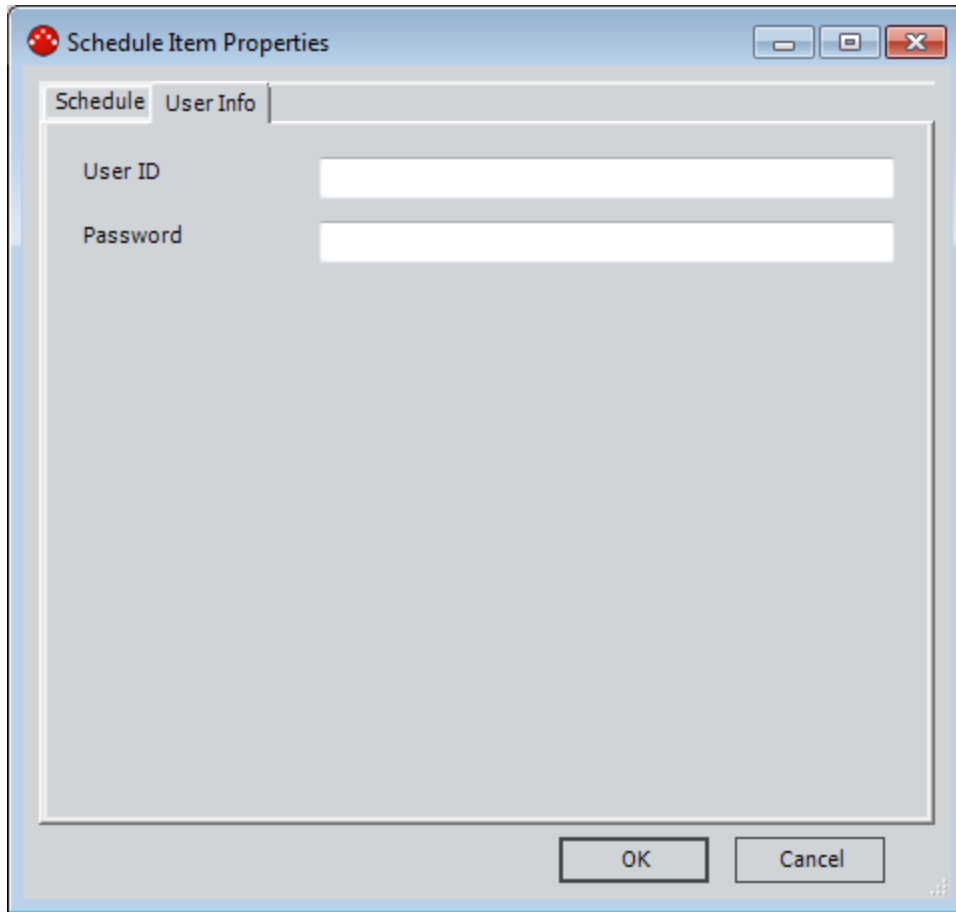 Schedule Item Properties
Schedule User Info
User ID
Password
OK Cancel